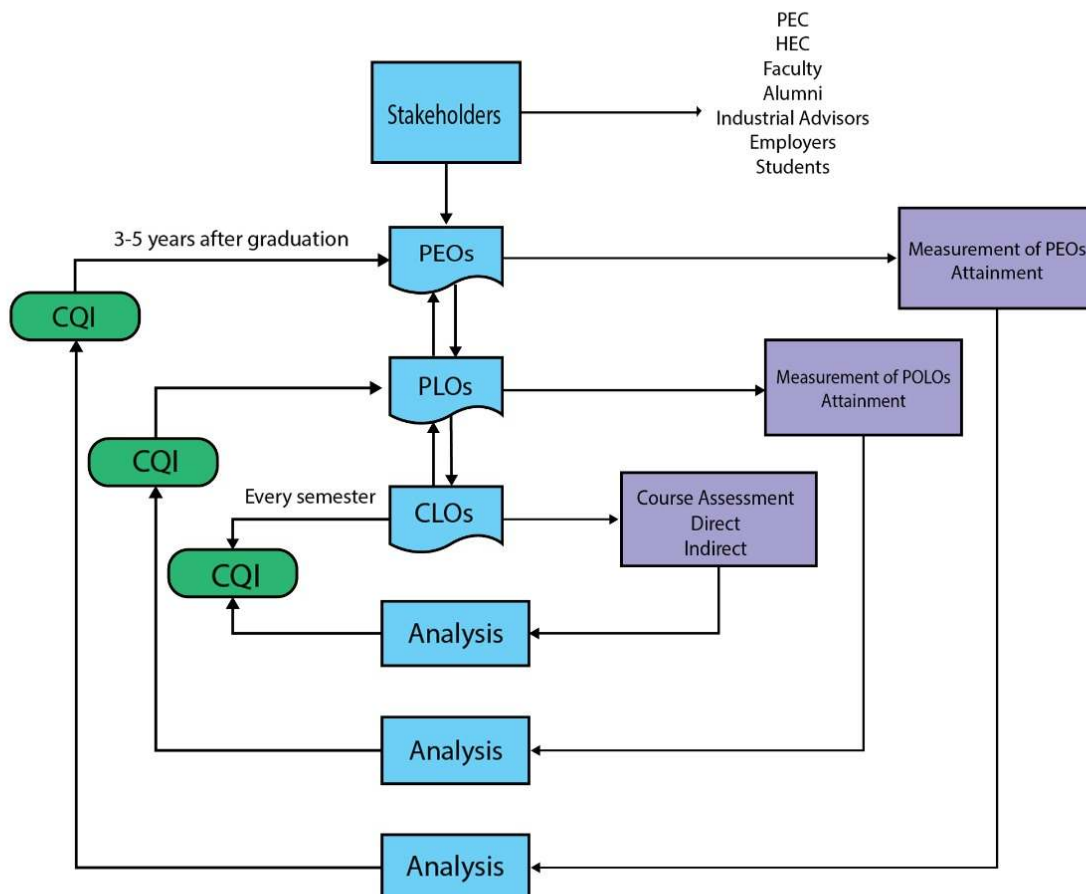 PEC
HEC
Faculty
Alumni
Industrial Advisors
Employers
Students
Stakeholders
3-5 years after graduation
PEOs
Measurement of PEOs
Attainment
CQI
PLOs
Measurement of POLOs
Attainment
CQI
Every semester
CLOs
Course Assessment
Direct
Indirect
CQI
Analysis
Analysis
Analysis